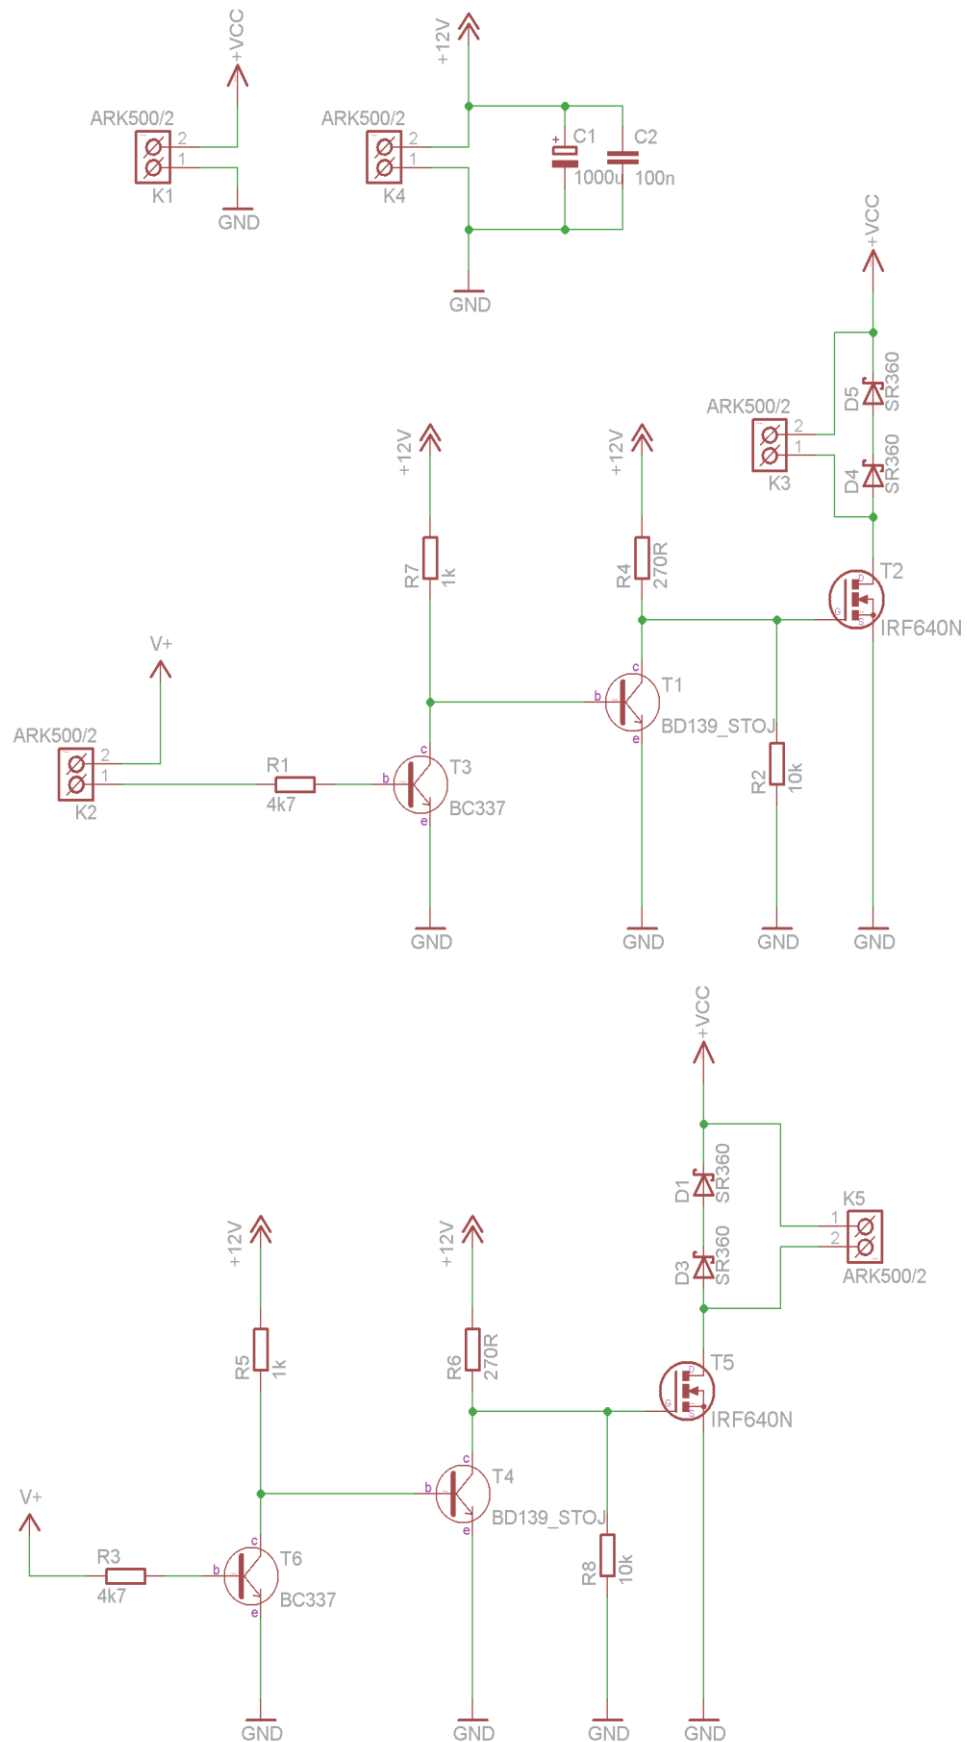 +VCC
ARK500/2
2
1
K1
GND
+12V
ARK500/2
2
1
K4
+
C1
1000u
C2
100n
GND
+VCC
D5
SR360
ARK500/2
2
1
K3
D4
SR360
+12V
R7
1k
+12V
R4
270R
D
G
S
T2
IRF640N
V+
ARK500/2
2
1
K2
R1
4k7
b
c
e
T3
BC337
b
c
e
T1
BD139_STOJ
R2
10k
GND
GND
GND
GND
+VCC
D1
SR360
D3
SR360
K5
1
2
ARK500/2
+12V
R5
1k
+12V
R6
270R
D
G
S
T5
IRF640N
V+
R3
4k7
b
c
e
T6
BC337
b
c
e
T4
BD139_STOJ
R8
10k
GND
GND
GND
GND